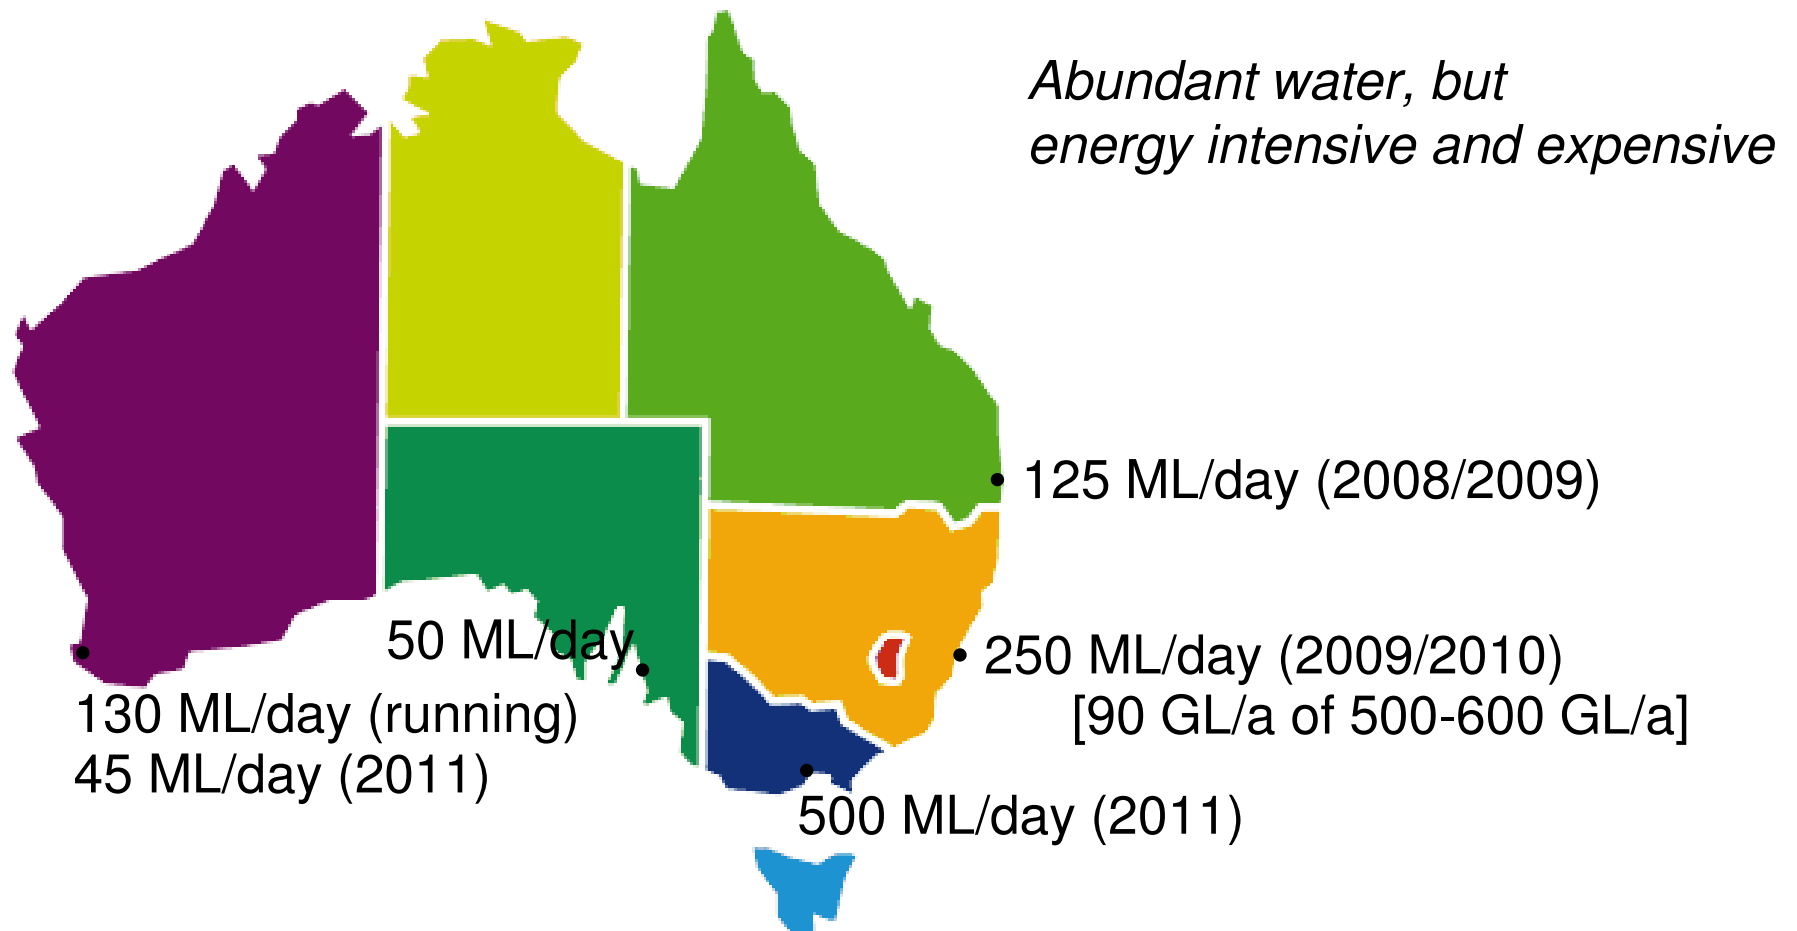 Abundant water, but
energy intensive and expensive
125 ML/day (2008/2009)
50 ML/day
250 ML/day (2009/2010)
[90 GL/a of 500-600 GL/a]
130 ML/day (running)
45 ML/day (2011)
500 ML/day (2011)